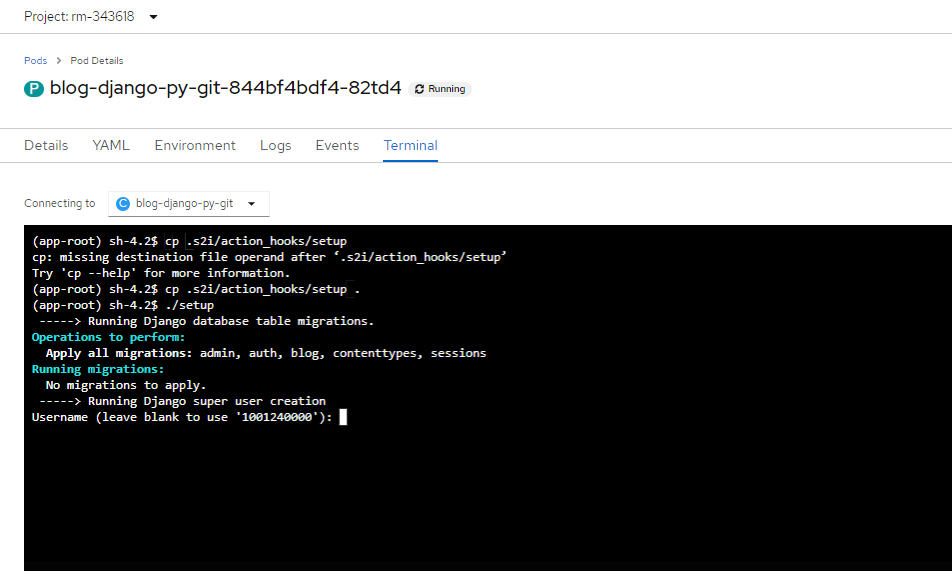 Project: rm-343618
Pods > Pod Details
P blog-django-py-git-844bf4bdf4-82td4 Running
Details YAML Environment Logs Events Terminal
Connecting to C blog-django-py-git
(app-root) sh-4.2$ cp .s2i/action_hooks/setup
cp: missing destination file operand after ‘.s2i/action_hooks/setup’
Try 'cp --help' for more information.
(app-root) sh-4.2$ cp .s2i/action_hooks/setup .
(app-root) sh-4.2$ ./setup
-----> Running Django database table migrations.
Operations to perform:
Apply all migrations: admin, auth, blog, contenttypes, sessions
Running migrations:
No migrations to apply.
-----> Running Django super user creation
Username (leave blank to use '1001240000'):